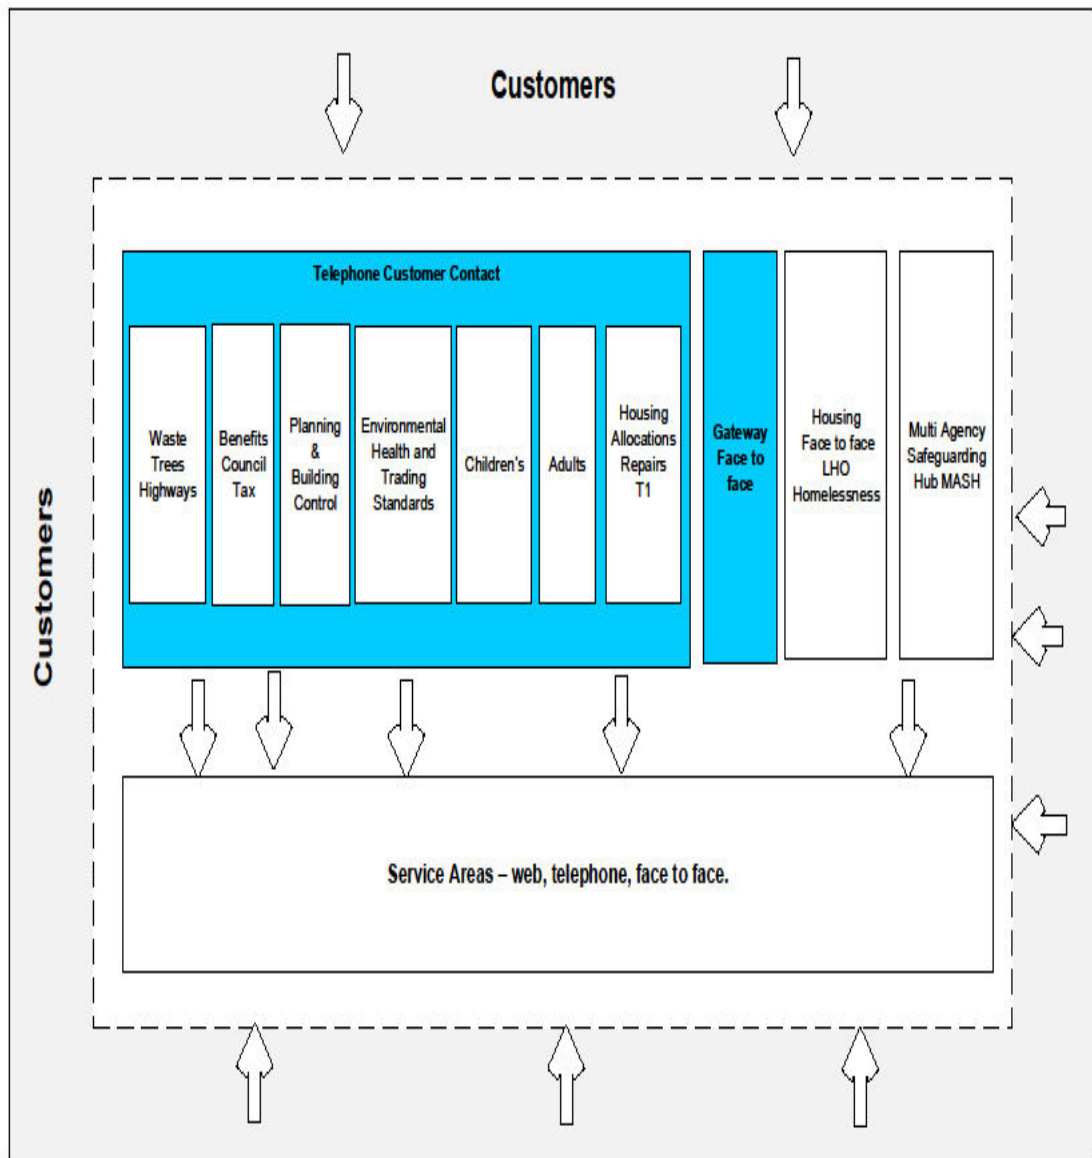 Customers
Customers
Telephone Customer Contact
Waste
Trees
Highways
Benefits
Council
Tax
Planning
&
Building
Control
Environmental
Health and
Trading
Standards
Children's
Adults
Housing
Allocations
Repairs
T1
Gateway
Face to
face
Housing
Face to face
LHO
Homelessness
Multi Agency
Safeguarding
Hub MASH
Service Areas – web, telephone, face to face.